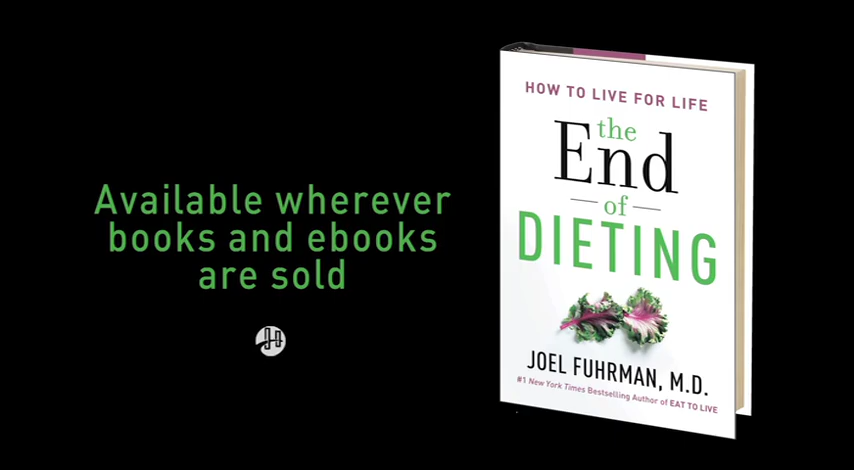 Available wherever
books and ebooks
are sold
HOW TO LIVE FOR LIFE
the
End
of
DIETING
JOEL FUHRMAN, M.D.
#1 New York Times Bestselling Author of EAT TO LIVE